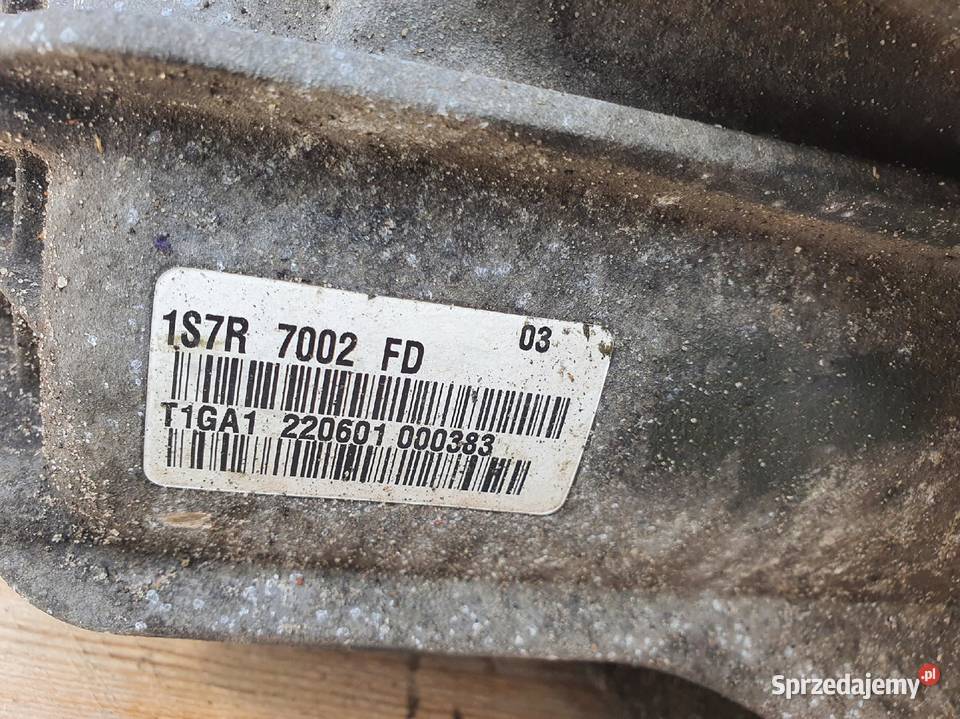 1S7R 7002 FD 03
T1GA1 220601 000383
Sprzedajemy.pl